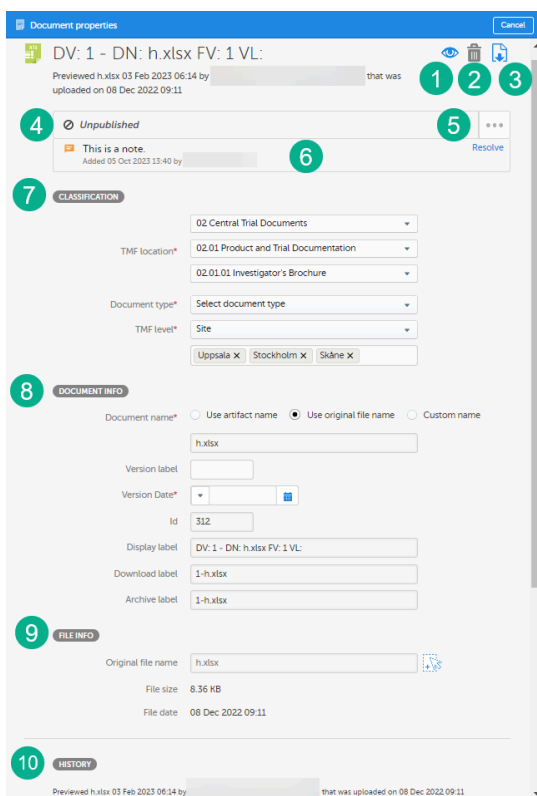 Document properties
Cancel
XLS
DV: 1 - DN: h.xlsx FV: 1 VL:
Previewed h.xlsx 03 Feb 2023 06:14 by that was
uploaded on 08 Dec 2022 09:11
1 2 3
4 Unpublished 5
This is a note. Resolve
Added 05 Oct 2023 13:40 by
6
7 CLASSIFICATION
02 Central Trial Documents
TMF location* 02.01 Product and Trial Documentation
02.01.01 Investigator's Brochure
Document type* Select document type
TMF level* Site
Uppsala x Stockholm x Skåne x
8 DOCUMENT INFO
Document name* Use artifact name Use original file name Custom name
h.xlsx
Version label
Version Date*
Id 312
Display label DV: 1 - DN: h.xlsx FV: 1 VL:
Download label 1-h.xlsx
Archive label 1-h.xlsx
9 FILE INFO
Original file name h.xlsx
File size 8.36 KB
File date 08 Dec 2022 09:11
10 HISTORY
Previewed h.xlsx 03 Feb 2023 06:14 by that was uploaded on 08 Dec 2022 09:11